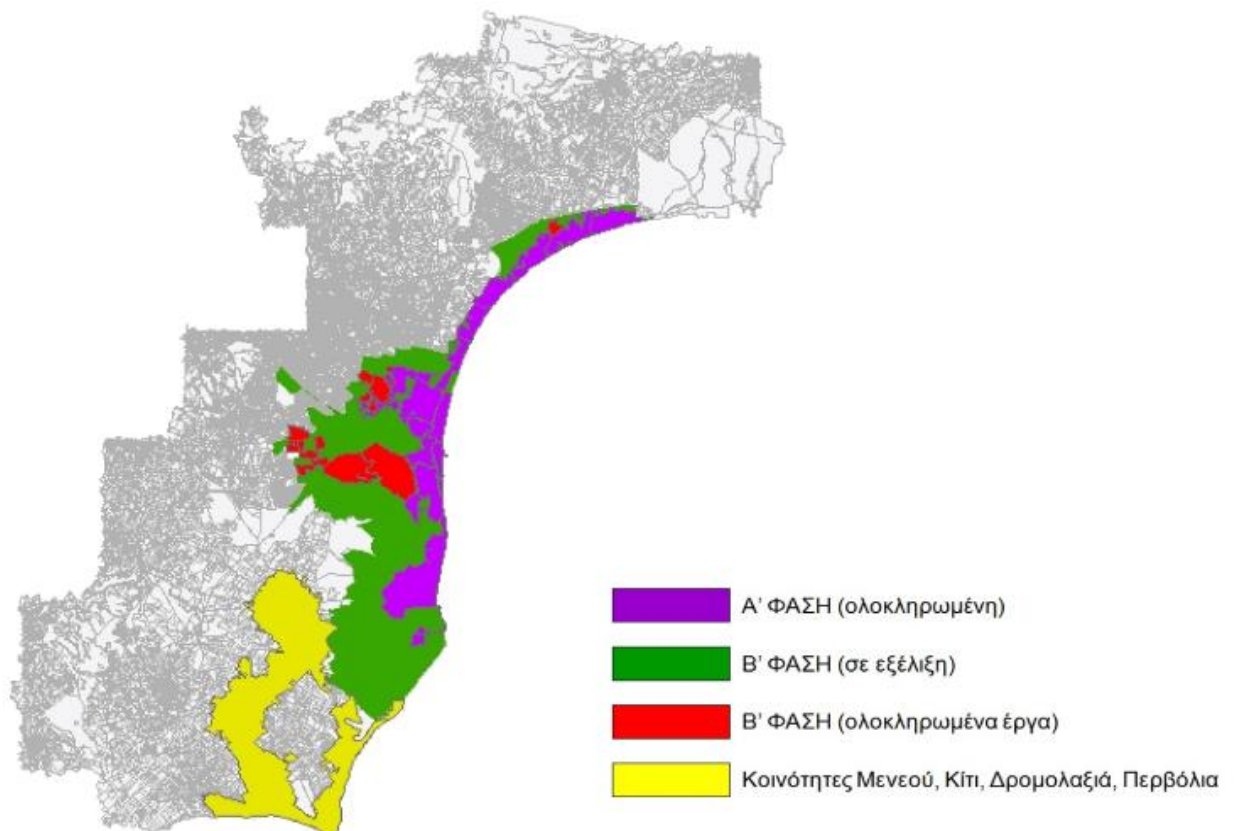 Α' ΦΑΣΗ (ολοκληρωμένη)
Β' ΦΑΣΗ (σε εξέλιξη)
Β' ΦΑΣΗ (ολοκληρωμένα έργα)
Κοινότητες Μενεού, Κίτι, Δρομολαξιά, Περβόλια